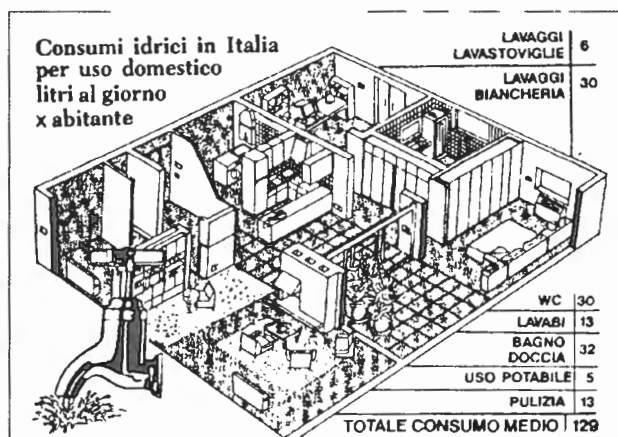 Consumi idrici in Italia
per uso domestico
litri al giorno
x abitante
LAVAGGI
LAVASTOVIGLIE 6
LAVAGGI
BIANCHERIA 30
WC 30
LAVABI 13
BAGNO
DOCCIA 32
USO POTABILE 5
PULIZIA 13
TOTALE CONSUMO MEDIO 129